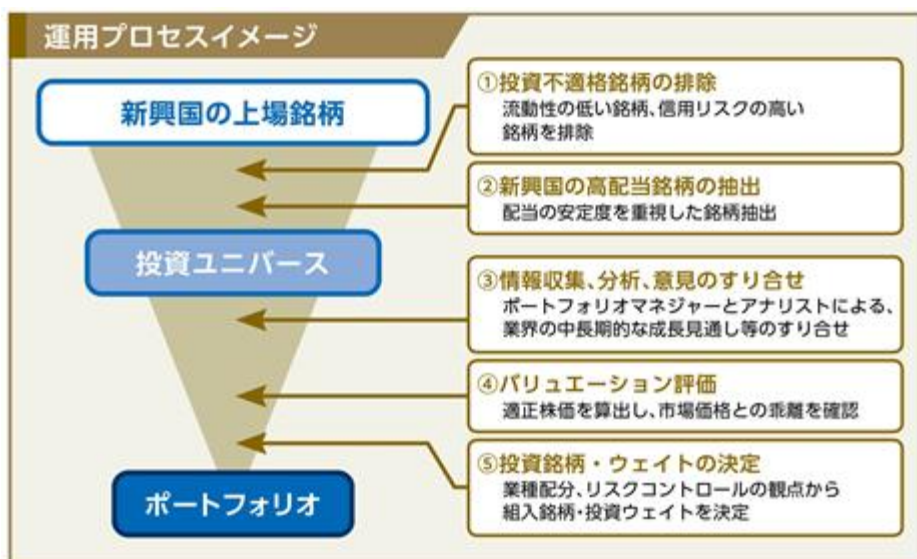 運用プロセスイメージ
新興国の上場銘柄
①投資不適格銘柄の排除
流動性の低い銘柄、信用リスクの高い
銘柄を排除
②新興国の高配当銘柄の抽出
配当の安定度を重視した銘柄抽出
投資ユニバース
③情報収集、分析、意見のすり合せ
ポートフォリオマネジャーとアナリストによる、
業界の中長期的な成長見通し等のすり合せ
④バリュエーション評価
適正株価を算出し、市場価格との乖離を確認
⑤投資銘柄・ウェイトの決定
業種配分、リスクコントロールの観点から
組入銘柄・投資ウェイトを決定
ポートフォリオ